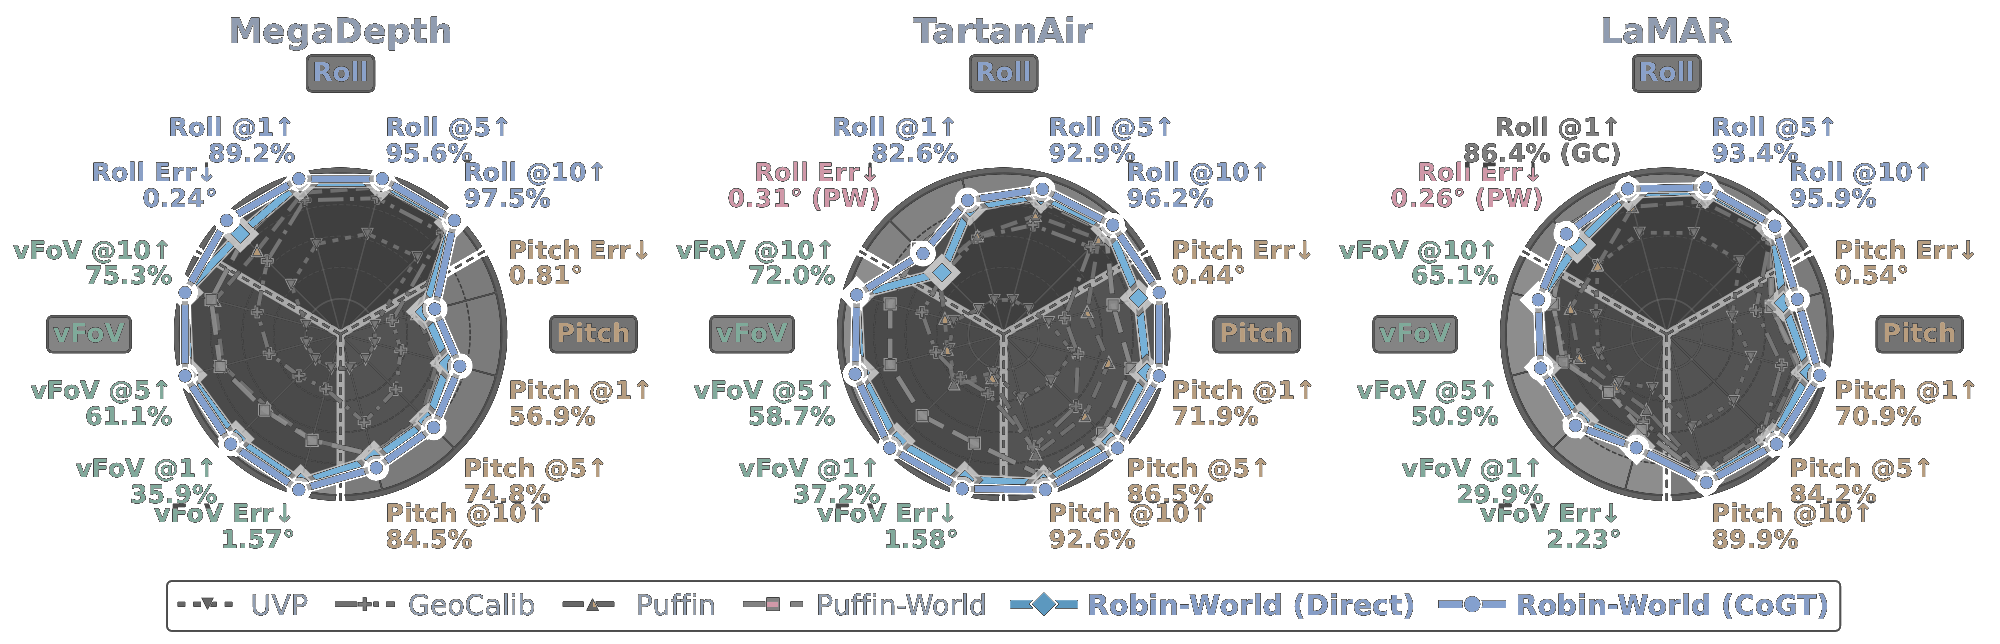 MegaDepth
Roll
Roll @1↑
89.2%
Roll @5↑
95.6%
Roll Err↓
0.24°
Roll @10↑
97.5%
vFoV @10↑
75.3%
Pitch Err↓
0.81°
vFoV
Pitch
vFoV @5↑
61.1%
Pitch @1↑
56.9%
vFoV @1↑
35.9%
Pitch @5↑
74.8%
vFoV Err↓
1.57°
Pitch @10↑
84.5%
TartanAir
Roll
Roll @1↑
82.6%
Roll @5↑
92.9%
Roll Err↓
0.31° (PW)
Roll @10↑
96.2%
vFoV @10↑
72.0%
Pitch Err↓
0.44°
vFoV
Pitch
vFoV @5↑
58.7%
Pitch @1↑
71.9%
vFoV @1↑
37.2%
Pitch @5↑
86.5%
vFoV Err↓
1.58°
Pitch @10↑
92.6%
LaMAR
Roll
Roll @1↑
86.4% (GC)
Roll @5↑
93.4%
Roll Err↓
0.26° (PW)
Roll @10↑
95.9%
vFoV @10↑
65.1%
Pitch Err↓
0.54°
vFoV
Pitch
vFoV @5↑
50.9%
Pitch @1↑
70.9%
vFoV @1↑
29.9%
Pitch @5↑
84.2%
vFoV Err↓
2.23°
Pitch @10↑
89.9%
UVP GeoCalib Puffin Puffin-World Robin-World (Direct) Robin-World (CoGT)